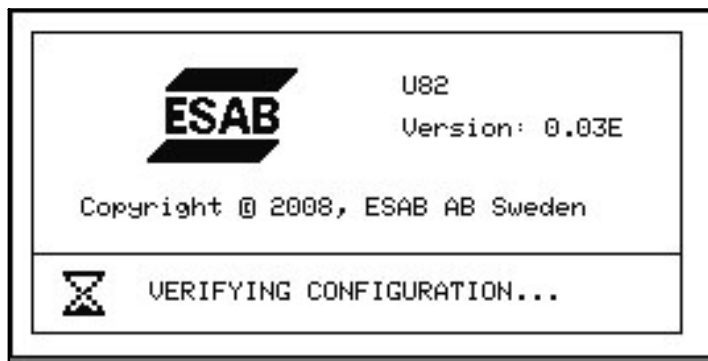 ESAB
U82
Version: 0.03E
Copyright © 2008, ESAB AB Sweden
VERIFYING CONFIGURATION...